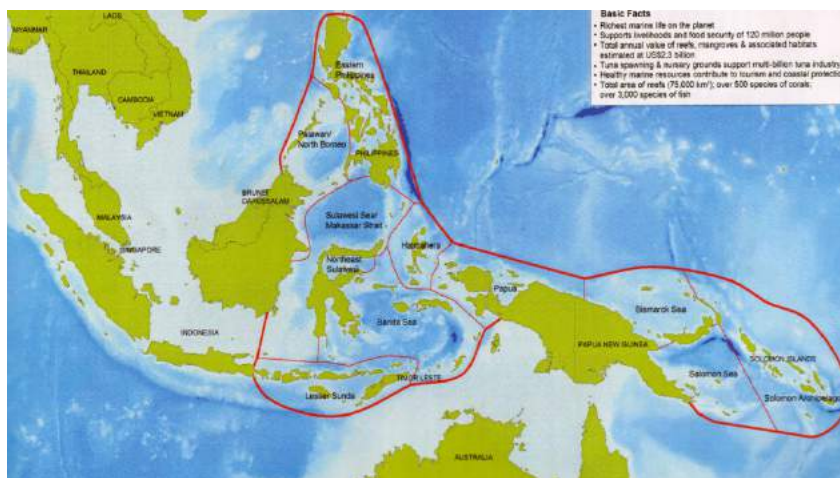 Basic Facts
• Richest marine life on the planet
• Supports livelihoods and food security of 120 million people
• Total annual value of reefs, mangroves & associated habitats
estimated at US$2.3 billion
• Tuna spawning & nursery grounds support multi-billion tuna industry
• Healthy marine resources contribute to tourism and coastal protectio
• Total area of reefs (75,000 km²); over 500 species of corals;
over 3,000 species of fish
LAOS
MYANMAR
THAILAND
CAMBODIA
VIETNAM
Eastern
Philippines
Palawan/
North Borneo
PHILIPPINES
BRUNEI
DARUSSALAM
MALAYSIA
SINGAPORE
Sulawesi Sea/
Makassar Strait
Halmahera
Northeast
Sulawesi
Papua
Banda Sea
INDONESIA
Bismarck Sea
PAPUA NEW GUINEA
SOLOMON ISLANDS
Solomon Sea
Solomon Archipelago
TIMOR LESTE
Lesser Sunda
AUSTRALIA